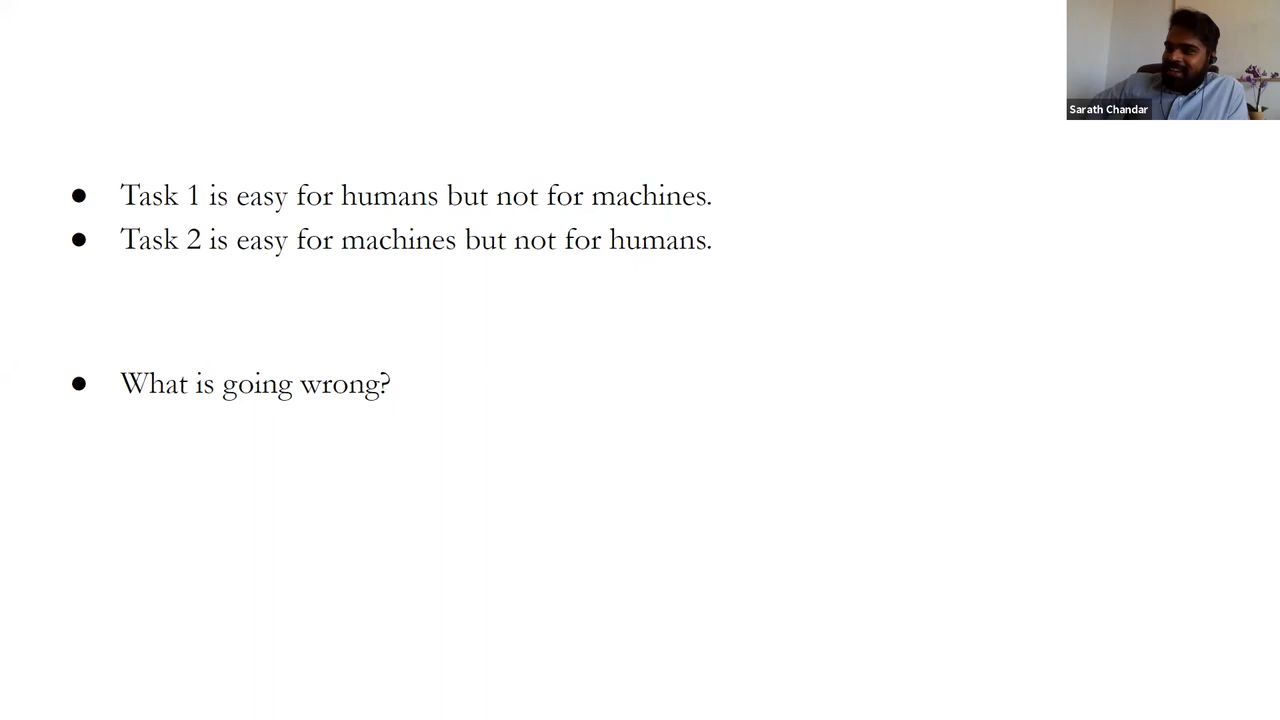 Sarath Chandar
● Task 1 is easy for humans but not for machines.
● Task 2 is easy for machines but not for humans.
● What is going wrong?